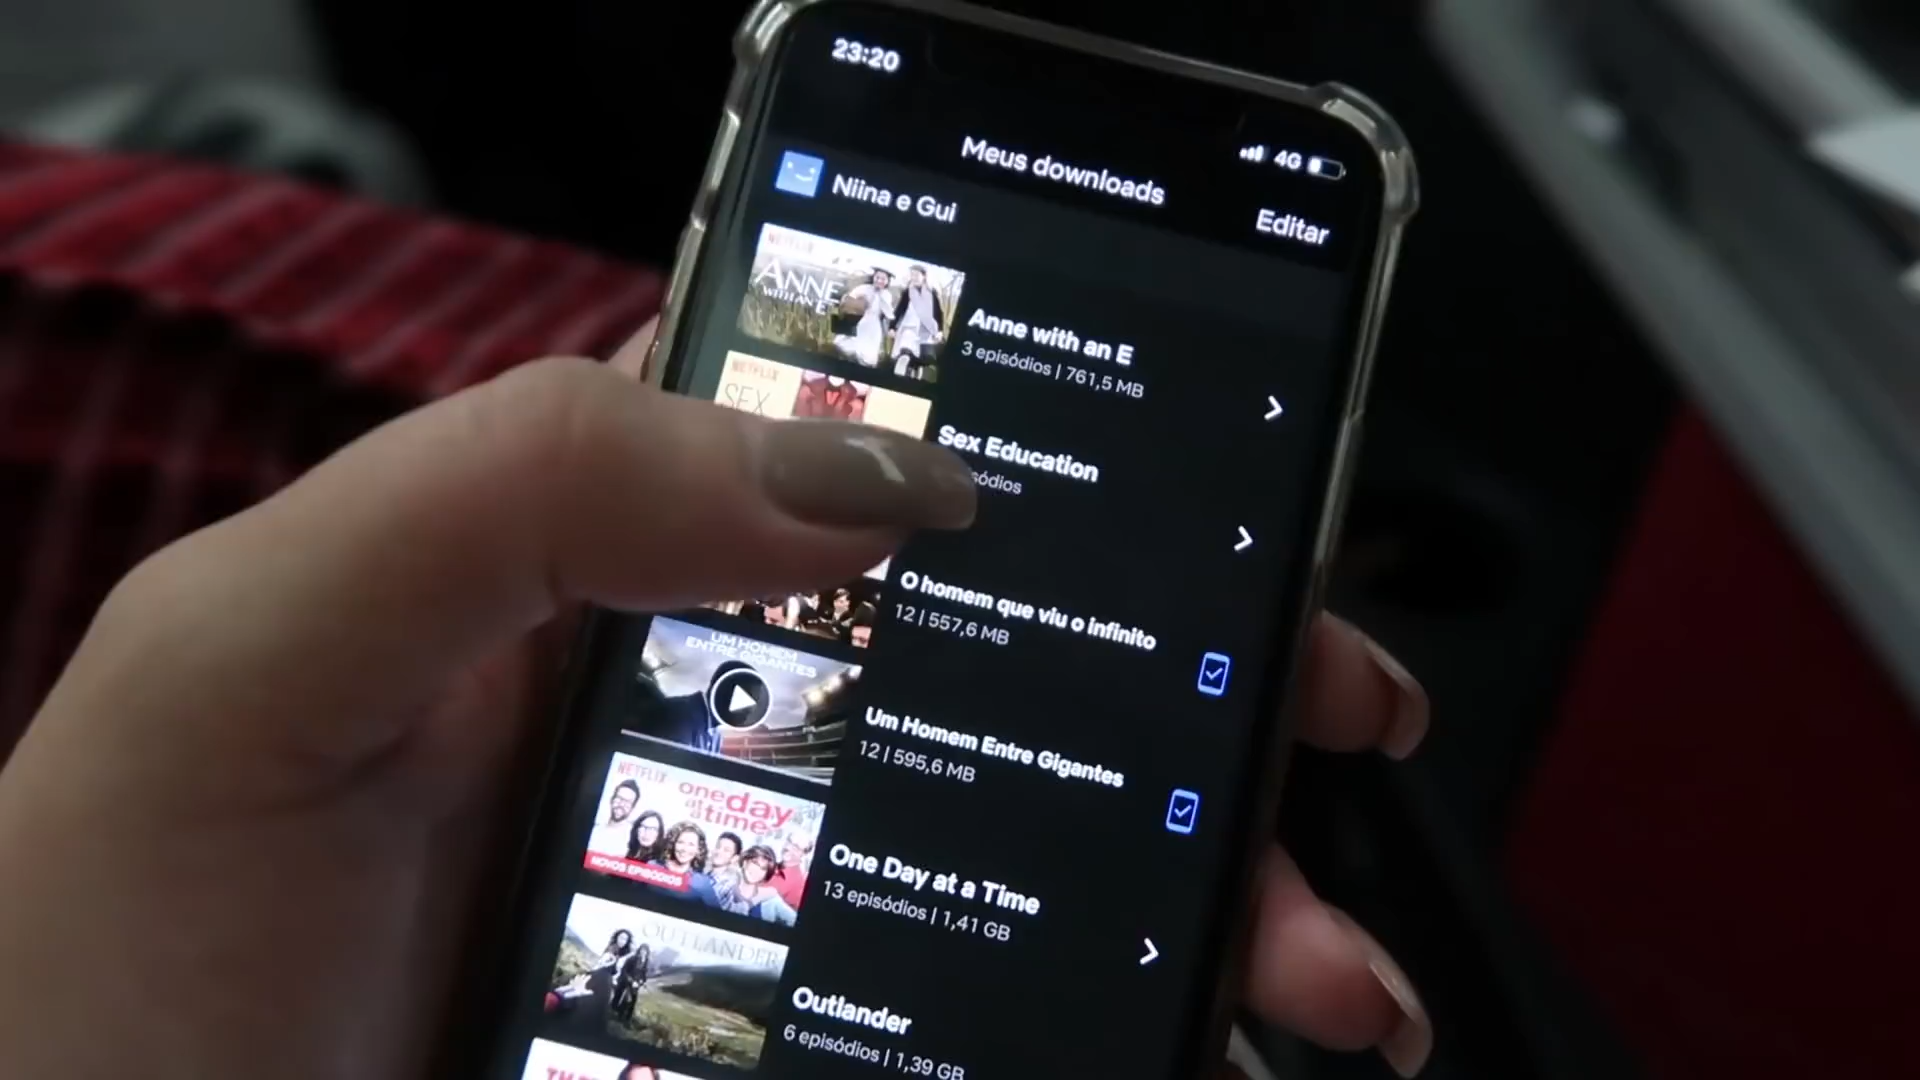 23:20
4G
Meus downloads
Niina e Gui
Editar
NETFLIX
ANNE
WITH AN E
Anne with an E
3 episódios | 761,5 MB
NETFLIX
SEX
Sex Education
sódios
O homem que viu o infinito
12 | 557,6 MB
UM HOMEM
ENTRE GIGANTES
Um Homem Entre Gigantes
12 | 595,6 MB
NETFLIX
one day
at a time
NOVOS EPISÓDIOS
One Day at a Time
13 episódios | 1,41 GB
OUTLANDER
Outlander
6 episódios | 1,39 GB